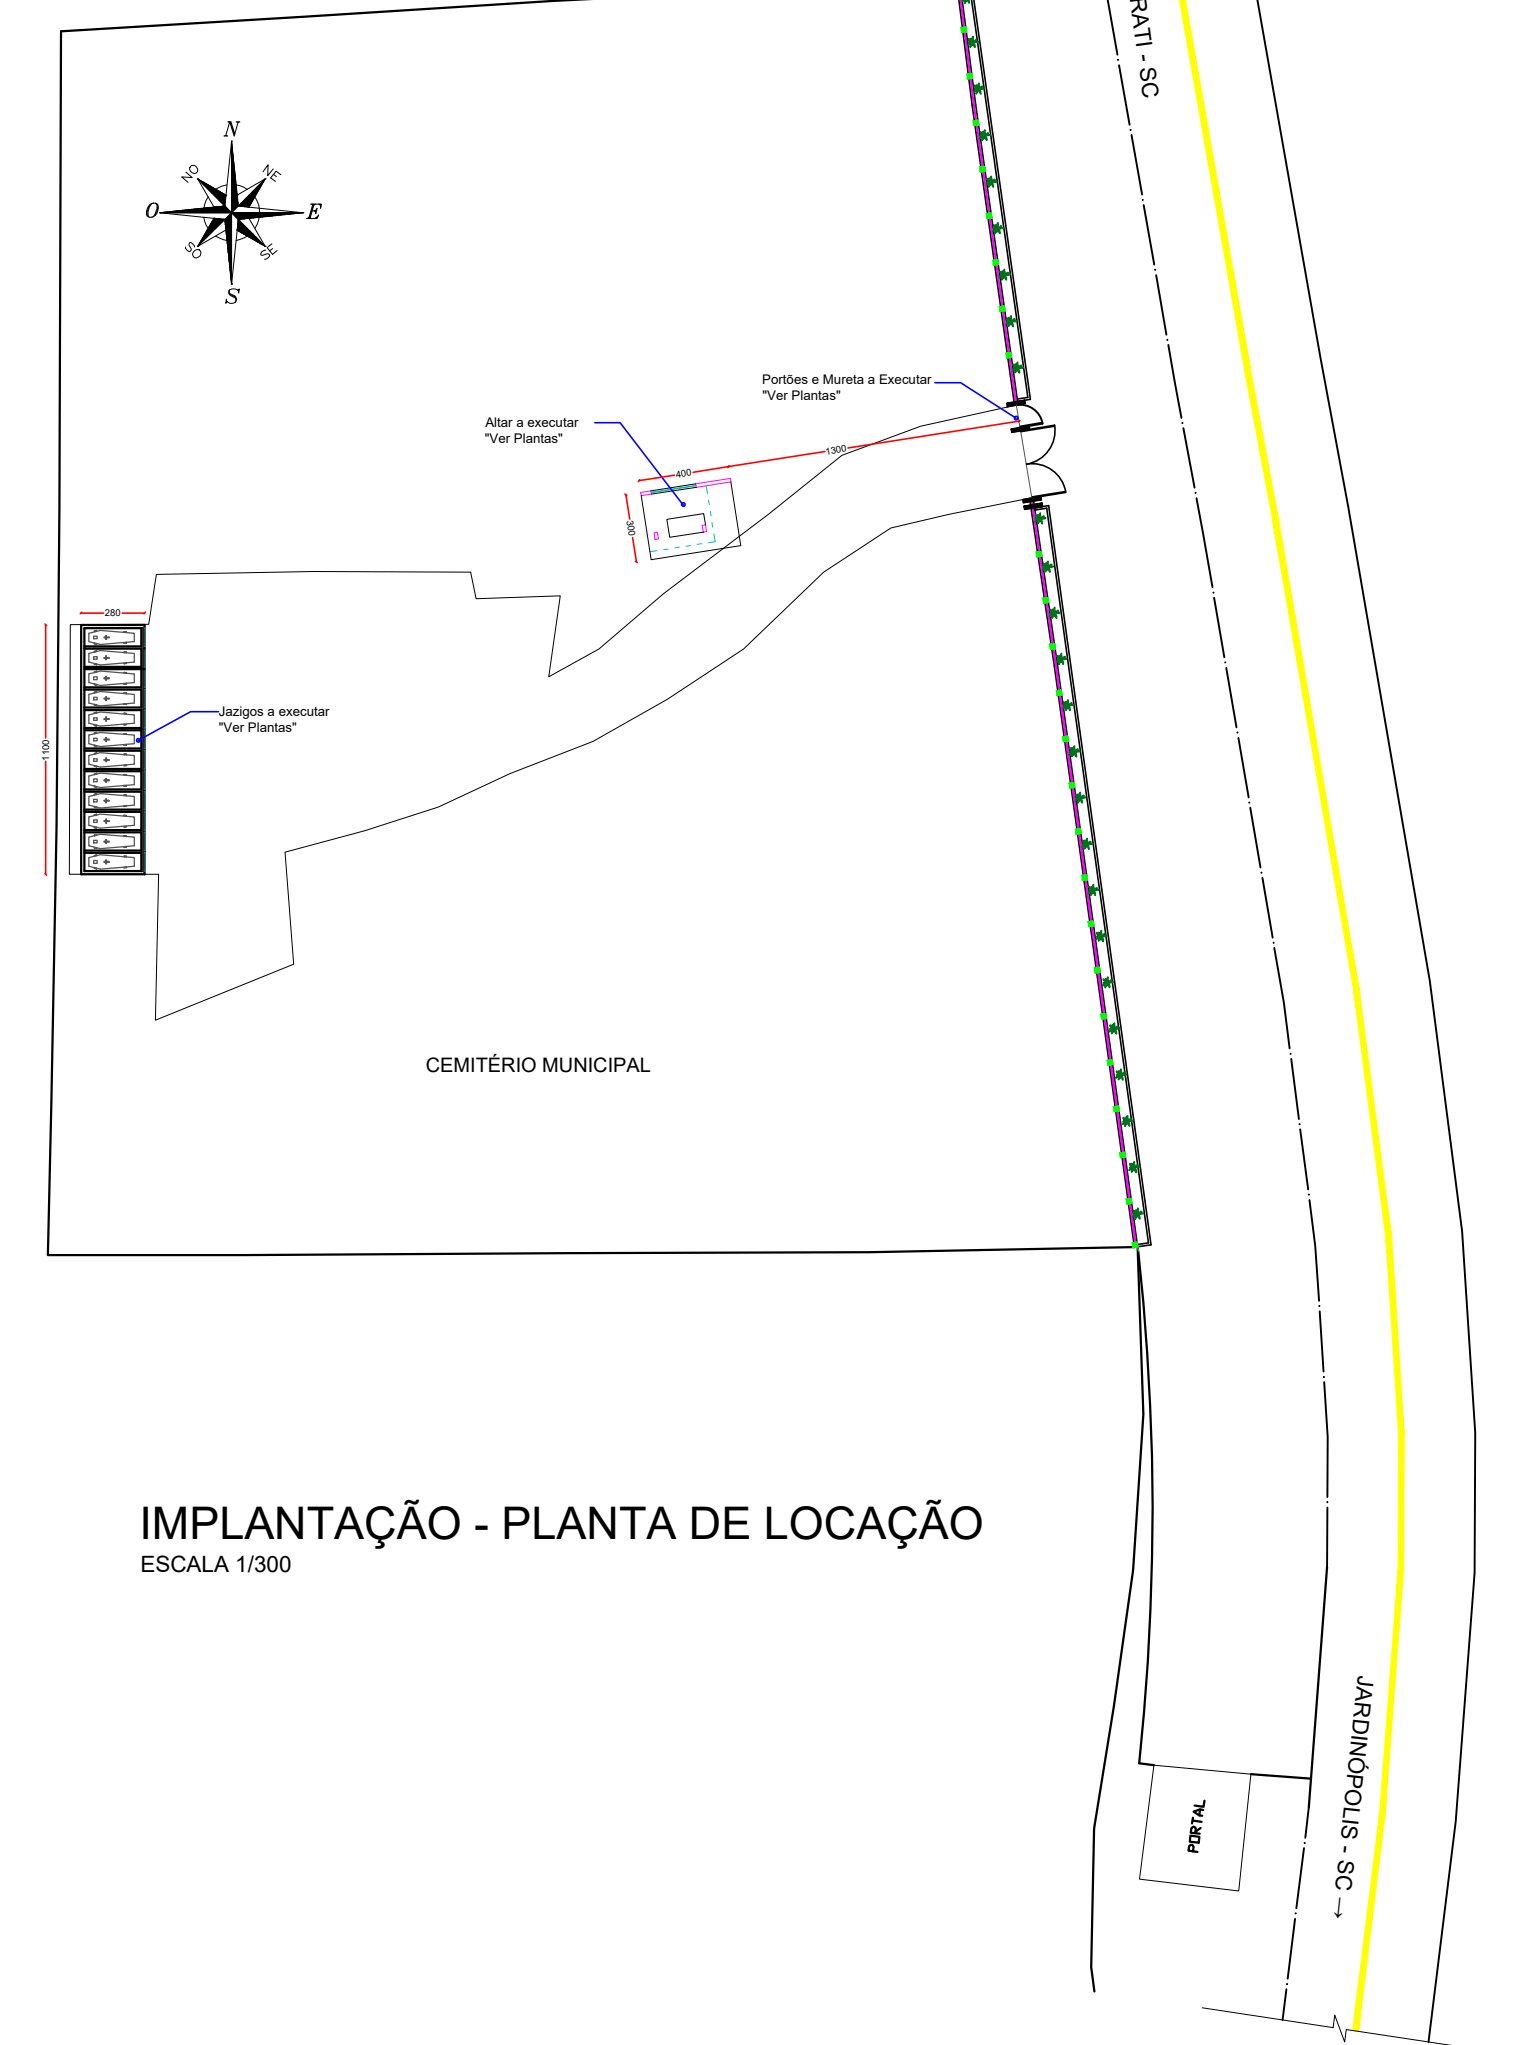 RATI - SC
N
NO
NE
O
E
SO
SE
S
Portões e Mureta a Executar
"Ver Plantas"
Altar a executar
"Ver Plantas"
1300
400
300
280
Jazigos a executar
"Ver Plantas"
1100
CEMITÉRIO MUNICIPAL
IMPLANTAÇÃO - PLANTA DE LOCAÇÃO
ESCALA 1/300
JARDINÓPOLIS - SC →
PORTAL